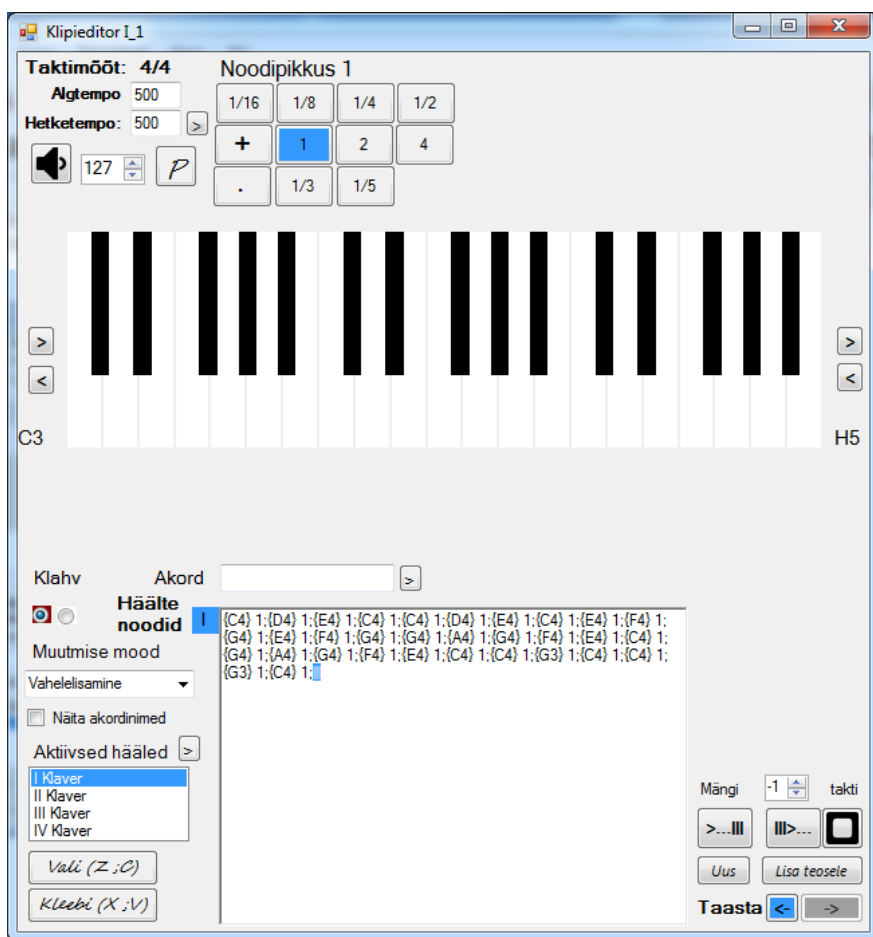 Klipieditor I_1
Taktimõõt: 4/4
Noodipikkus 1
Algtempo 500
Hetketempo: 500 >
127 P
1/16 1/8 1/4 1/2
+ 1 2 4
. 1/3 1/5
>
<
>
<
C3
H5
Klahv
Akord
>
Häälte
noodid
I
{C4} 1;{D4} 1;{E4} 1;{C4} 1;{C4} 1;{D4} 1;{E4} 1;{C4} 1;{E4} 1;{F4} 1;
{G4} 1;{E4} 1;{F4} 1;{G4} 1;{G4} 1;{A4} 1;{G4} 1;{F4} 1;{E4} 1;{C4} 1;
{G4} 1;{A4} 1;{G4} 1;{F4} 1;{E4} 1;{C4} 1;{C4} 1;{G3} 1;{C4} 1;{C4} 1;
{G3} 1;{C4} 1;
Muutmise mood
Vahelelisamine
Näita akordinimed
Aktiivsed hääled >
I Klaver
II Klaver
III Klaver
IV Klaver
Vali (Z ;C)
Kleebi (X ;V)
Mängi -1 takti
>...III III>...
Uus Lisa teosele
Taasta <- ->